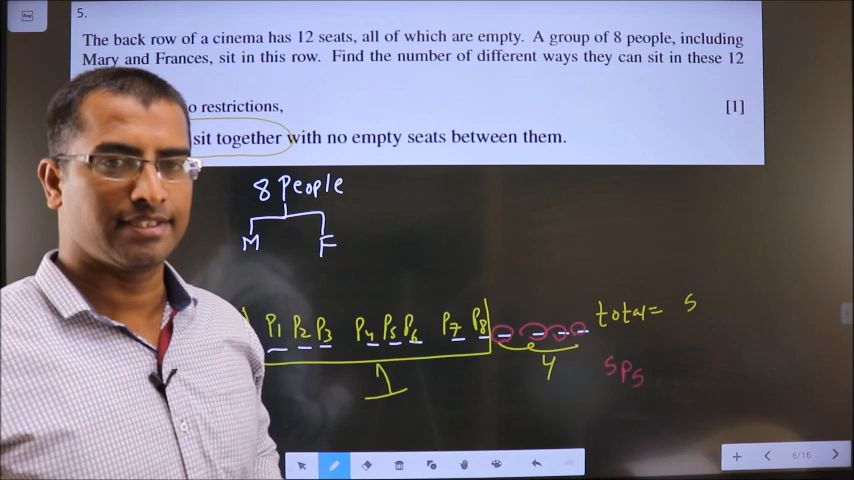 5.
The back row of a cinema has 12 seats, all of which are empty. A group of 8 people, including
Mary and Frances, sit in this row. Find the number of different ways they can sit in these 12
o restrictions, [1]
sit together with no empty seats between them.
8 People
M F
P1 P2 P3 P4 P5 P6 P7 P8 total = 5
1 4 5P5
6/16